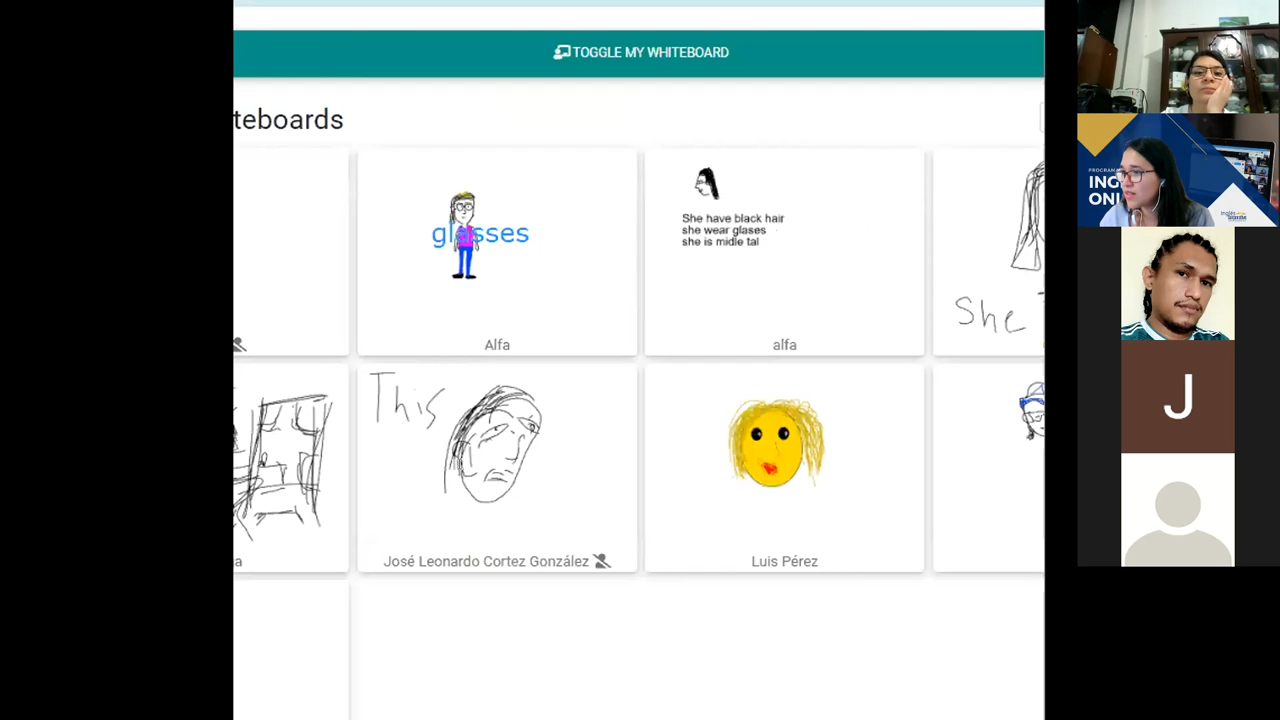 TOGGLE MY WHITEBOARD
teboards
glasses
Alfa
She have black hair
she wear glases
she is midle tal
alfa
She
This
a
José Leonardo Cortez González
Luis Pérez
PROGRAMA
ING
ONL
J